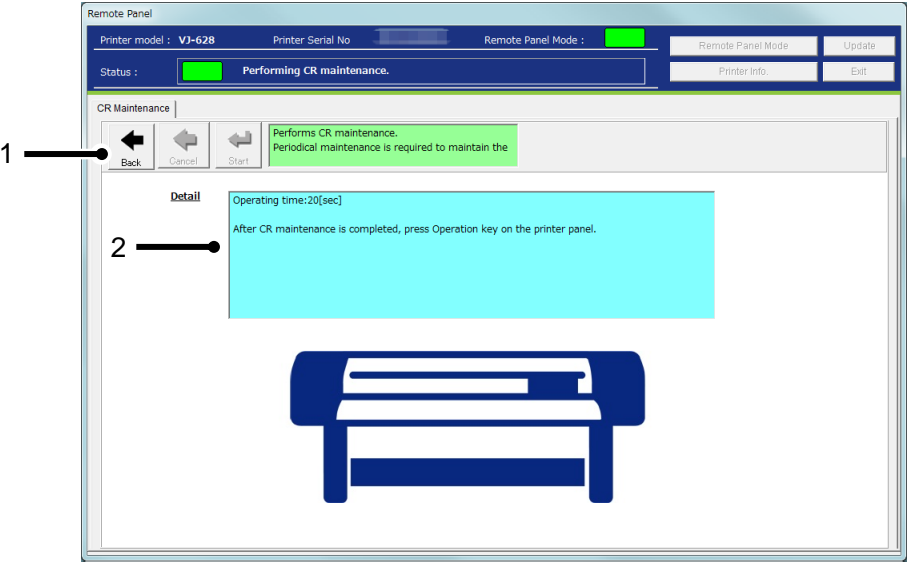 Remote Panel
Printer model : VJ-628 Printer Serial No Remote Panel Mode :
Remote Panel Mode Update
Status : Performing CR maintenance.
Printer Info. Exit
CR Maintenance
1
Back Cancel Start
Performs CR maintenance.
Periodical maintenance is required to maintain the
Detail
Operating time:20[sec]
After CR maintenance is completed, press Operation key on the printer panel.
2